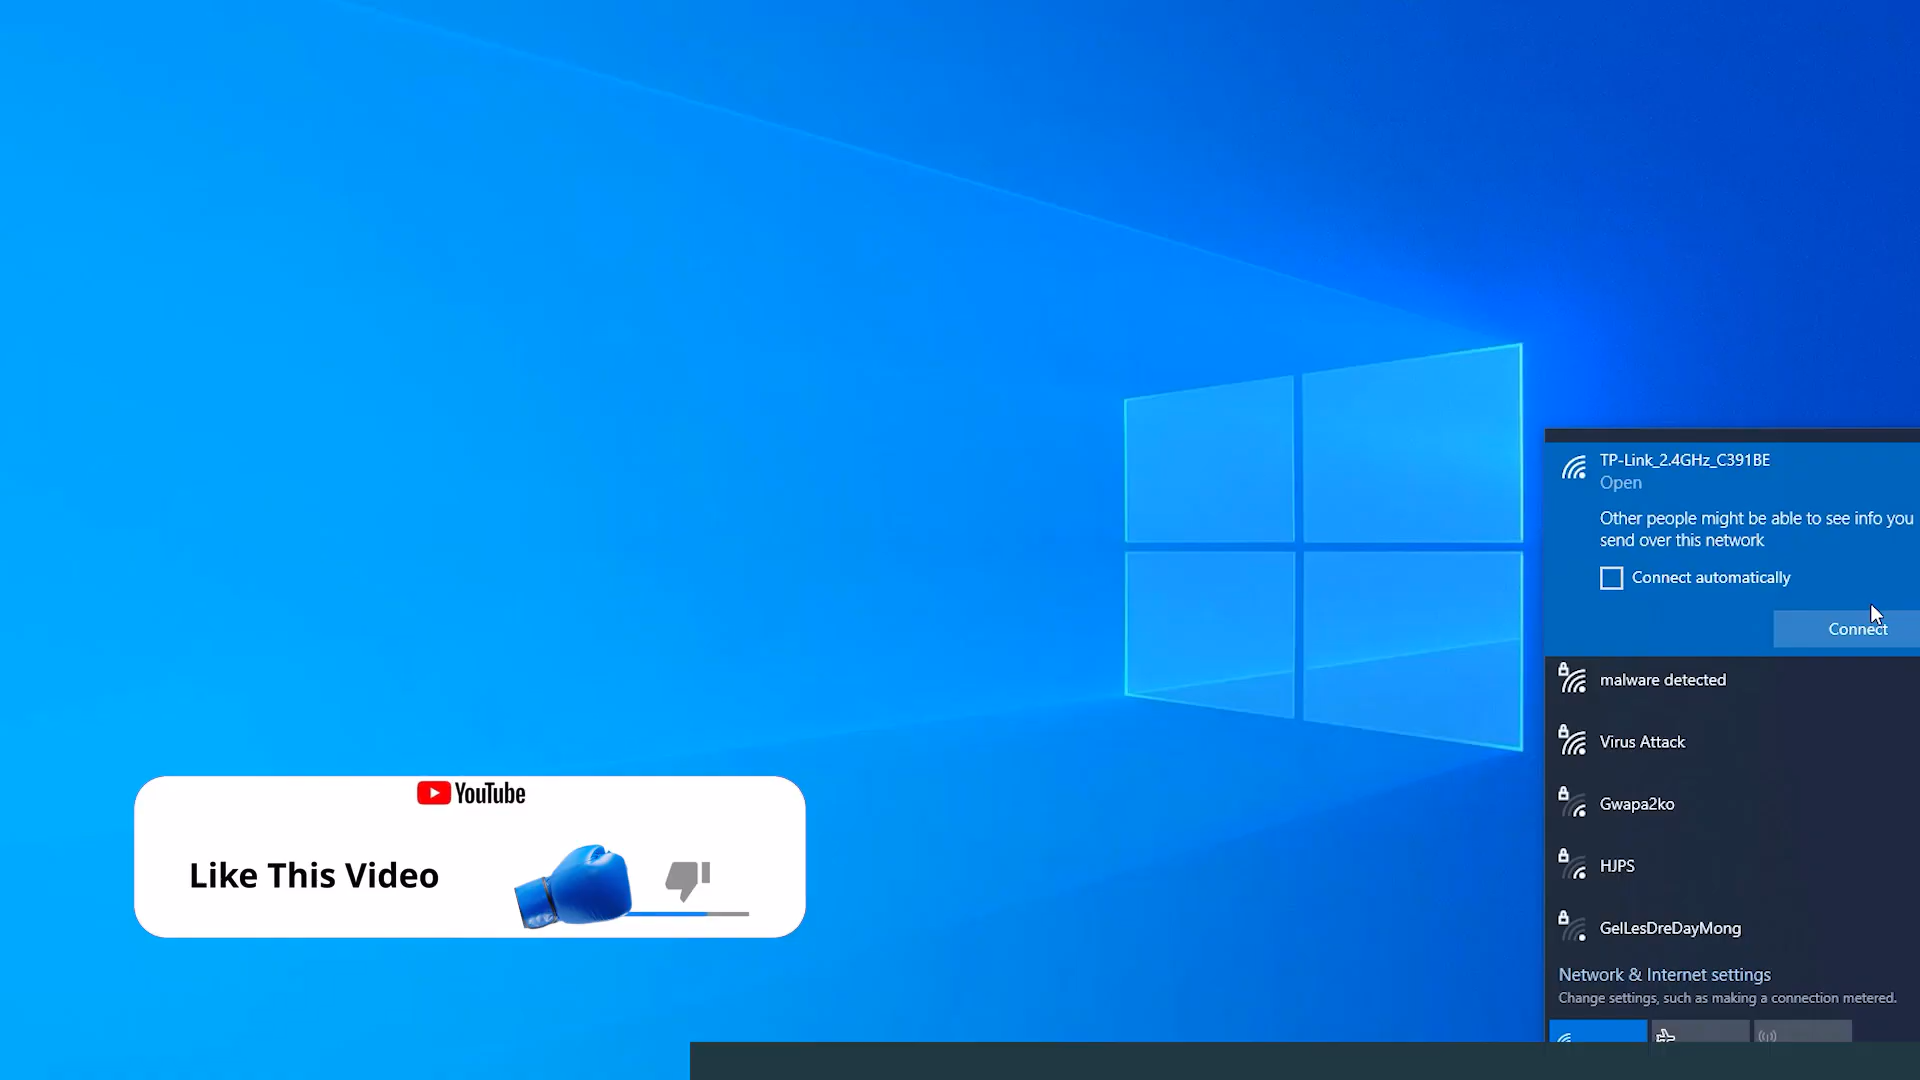 TP-Link_2.4GHz_C391BE
Open
Other people might be able to see info you
send over this network
Connect automatically
Connect
malware detected
Virus Attack
Gwapa2ko
HJPS
GelLesDreDayMong
Network & Internet settings
Change settings, such as making a connection metered.
YouTube
Like This Video